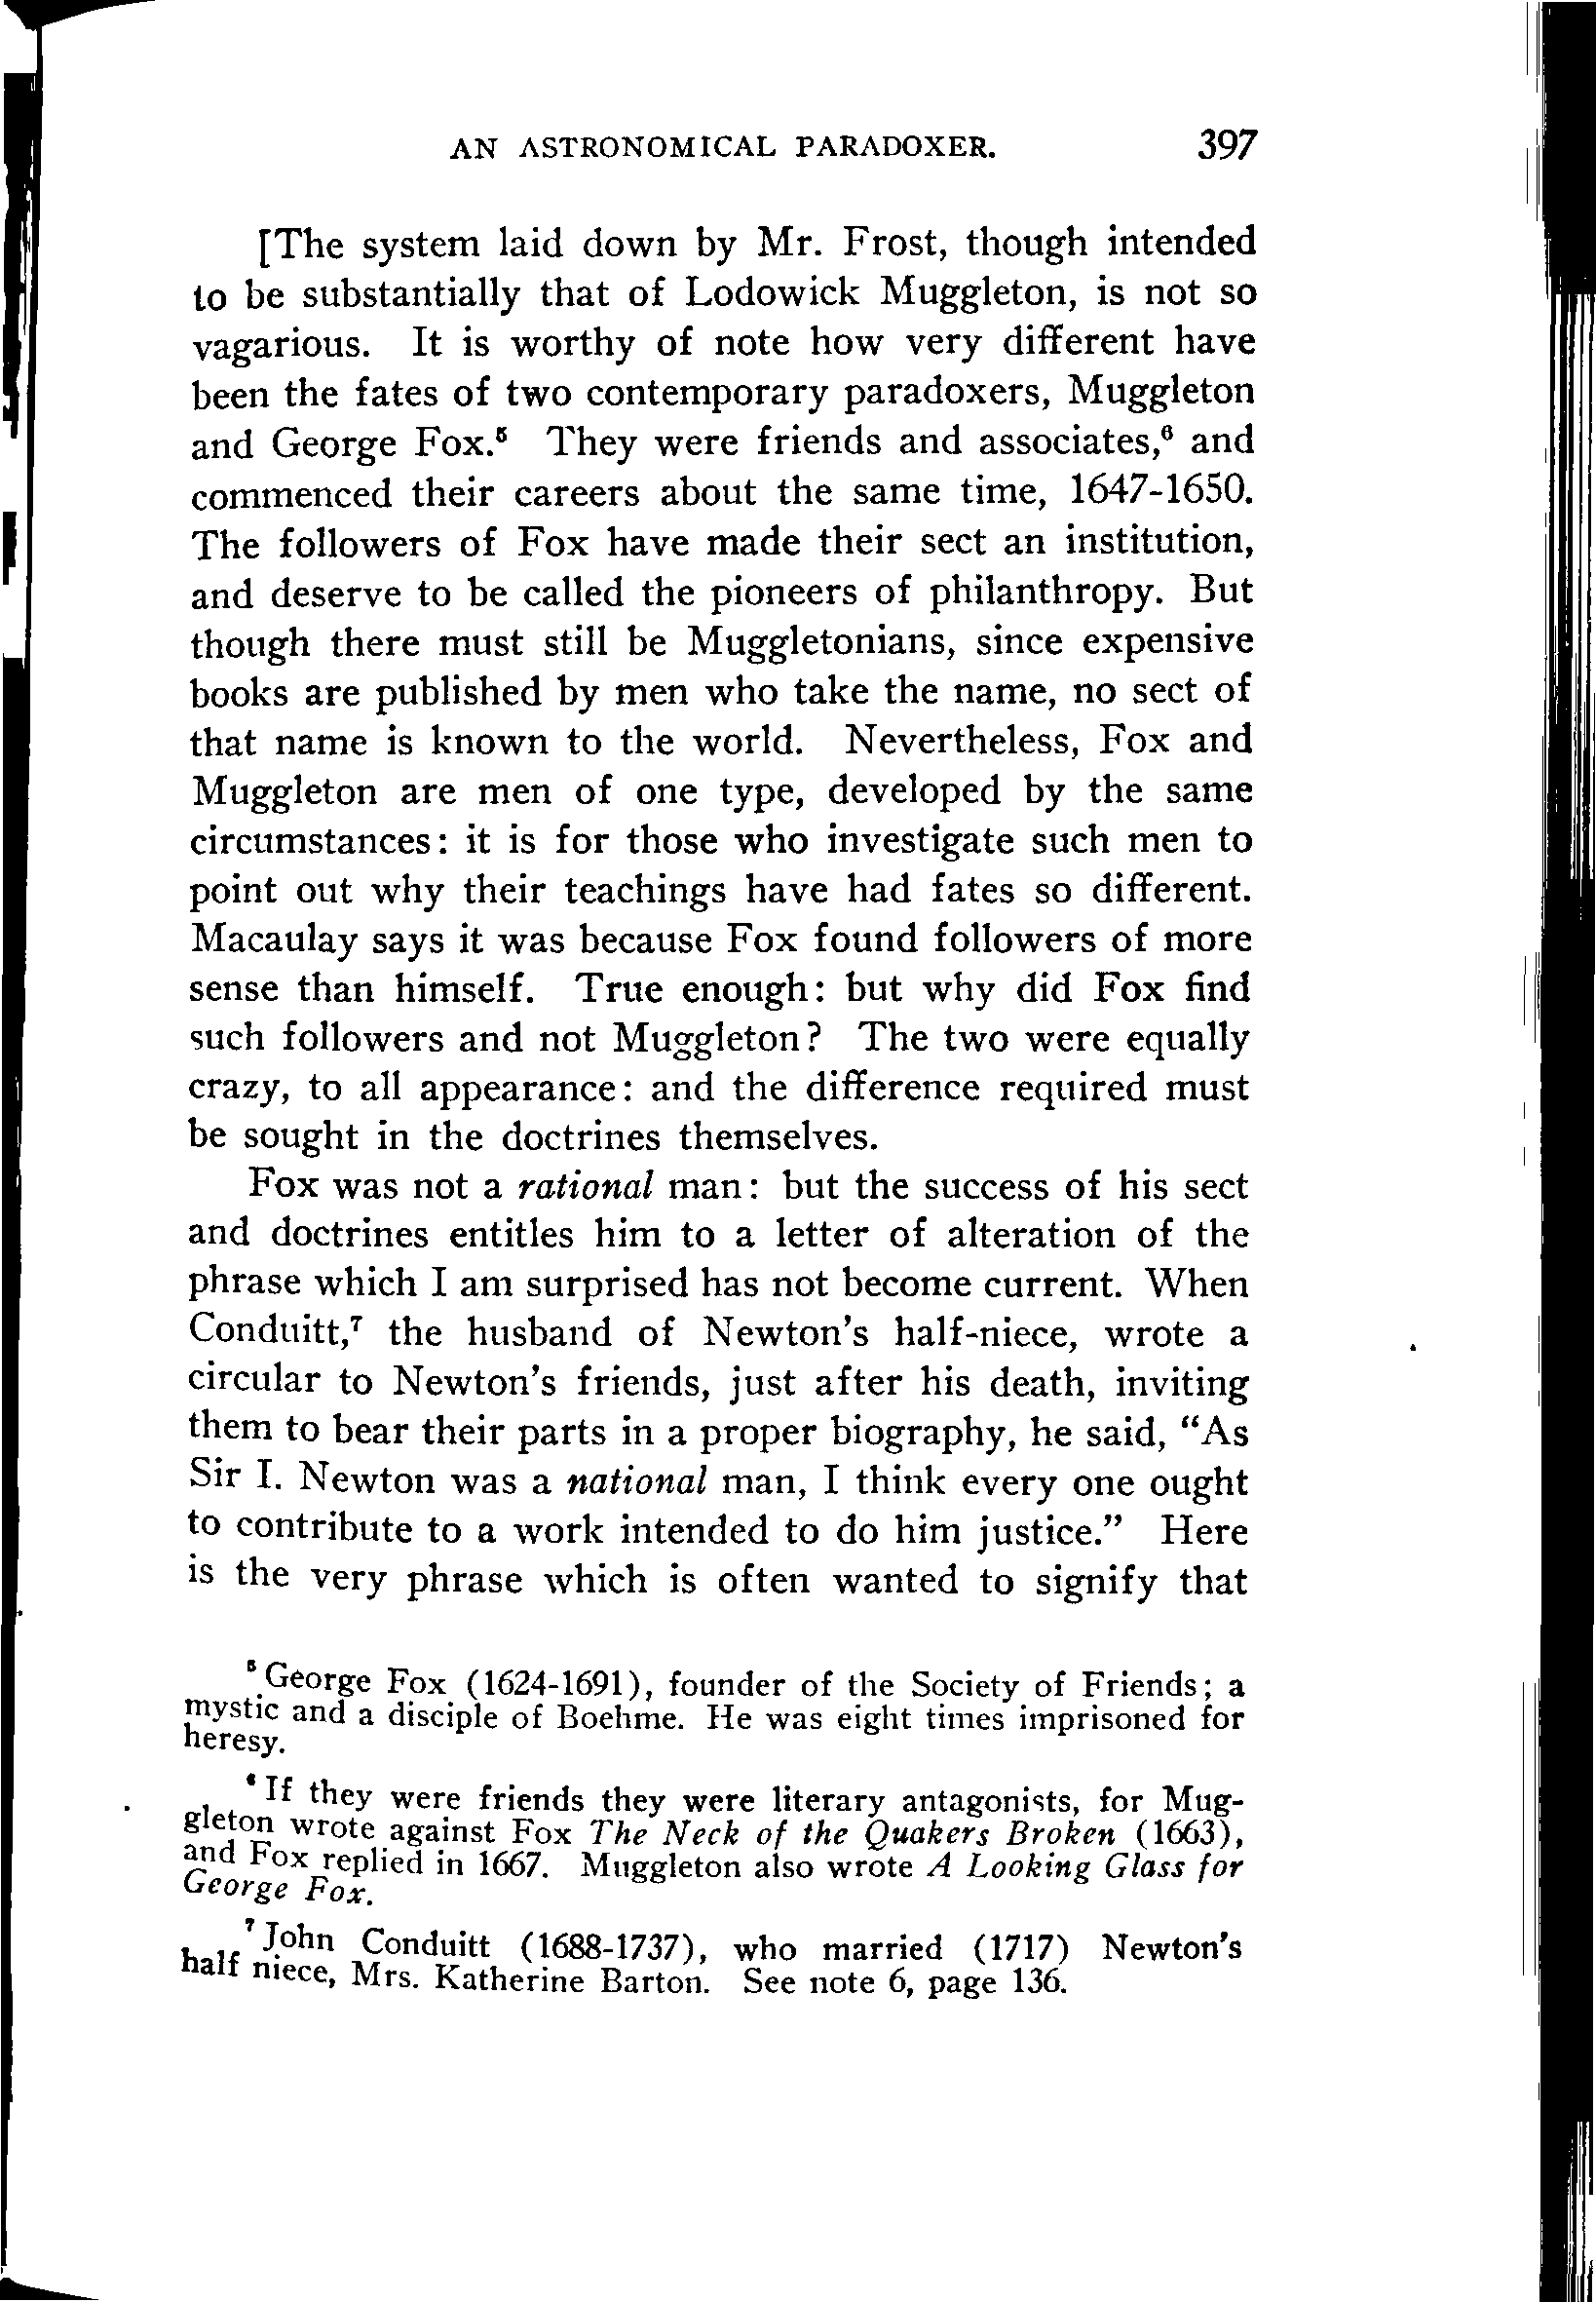 AN ASTRONOMICAL PARADOXER. 397
[The system laid down by Mr. Frost, though intended
to be substantially that of Lodowick Muggleton, is not so
vagarious. It is worthy of note how very different have
been the fates of two contemporary paradoxers, Muggleton
and George Fox.⁵ They were friends and associates,⁶ and
commenced their careers about the same time, 1647-1650.
The followers of Fox have made their sect an institution,
and deserve to be called the pioneers of philanthropy. But
though there must still be Muggletonians, since expensive
books are published by men who take the name, no sect of
that name is known to the world. Nevertheless, Fox and
Muggleton are men of one type, developed by the same
circumstances: it is for those who investigate such men to
point out why their teachings have had fates so different.
Macaulay says it was because Fox found followers of more
sense than himself. True enough: but why did Fox find
such followers and not Muggleton? The two were equally
crazy, to all appearance: and the difference required must
be sought in the doctrines themselves.
Fox was not a rational man: but the success of his sect
and doctrines entitles him to a letter of alteration of the
phrase which I am surprised has not become current. When
Conduitt,⁷ the husband of Newton's half-niece, wrote a
circular to Newton's friends, just after his death, inviting
them to bear their parts in a proper biography, he said, “As
Sir I. Newton was a national man, I think every one ought
to contribute to a work intended to do him justice.” Here
is the very phrase which is often wanted to signify that
⁵ George Fox (1624-1691), founder of the Society of Friends; a
mystic and a disciple of Boehme. He was eight times imprisoned for
heresy.
⁶ If they were friends they were literary antagonists, for Mug-
gleton wrote against Fox The Neck of the Quakers Broken (1663),
and Fox replied in 1667. Muggleton also wrote A Looking Glass for
George Fox.
⁷ John Conduitt (1688-1737), who married (1717) Newton's
half niece, Mrs. Katherine Barton. See note 6, page 136.